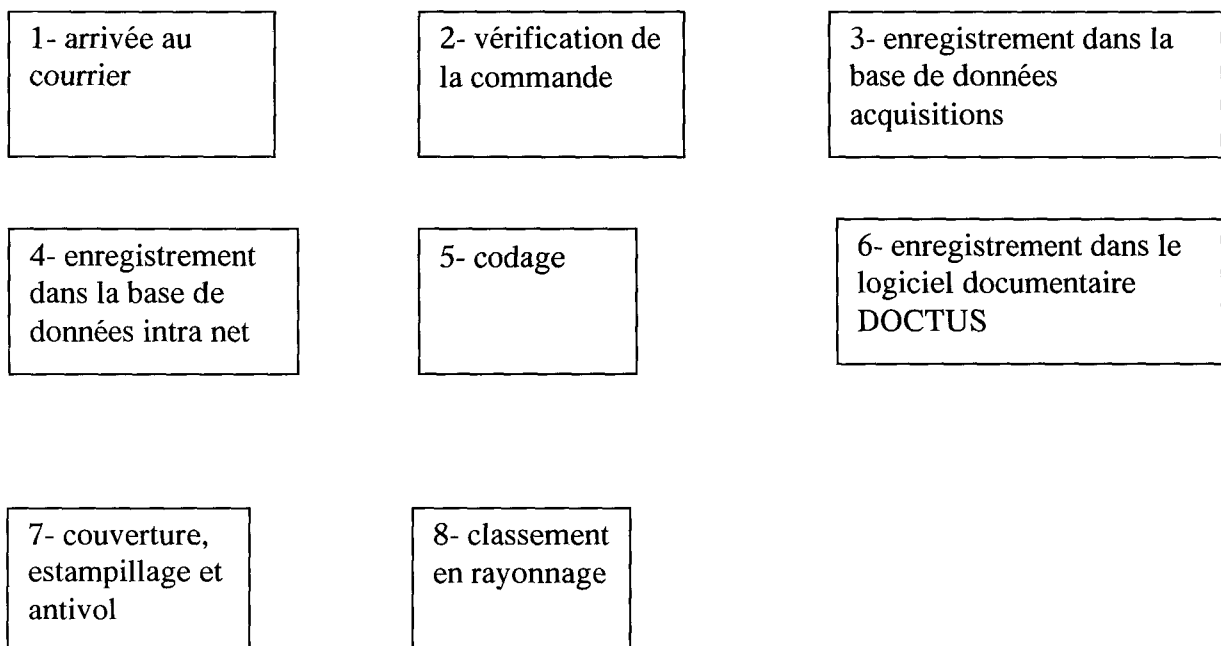 1- arrivée au
courrier
2- vérification de
la commande
3- enregistrement dans la
base de données
acquisitions
4- enregistrement
dans la base de
données intra net
5- codage
6- enregistrement dans le
logiciel documentaire
DOCTUS
7- couverture,
estampillage et
antivol
8- classement
en rayonnage